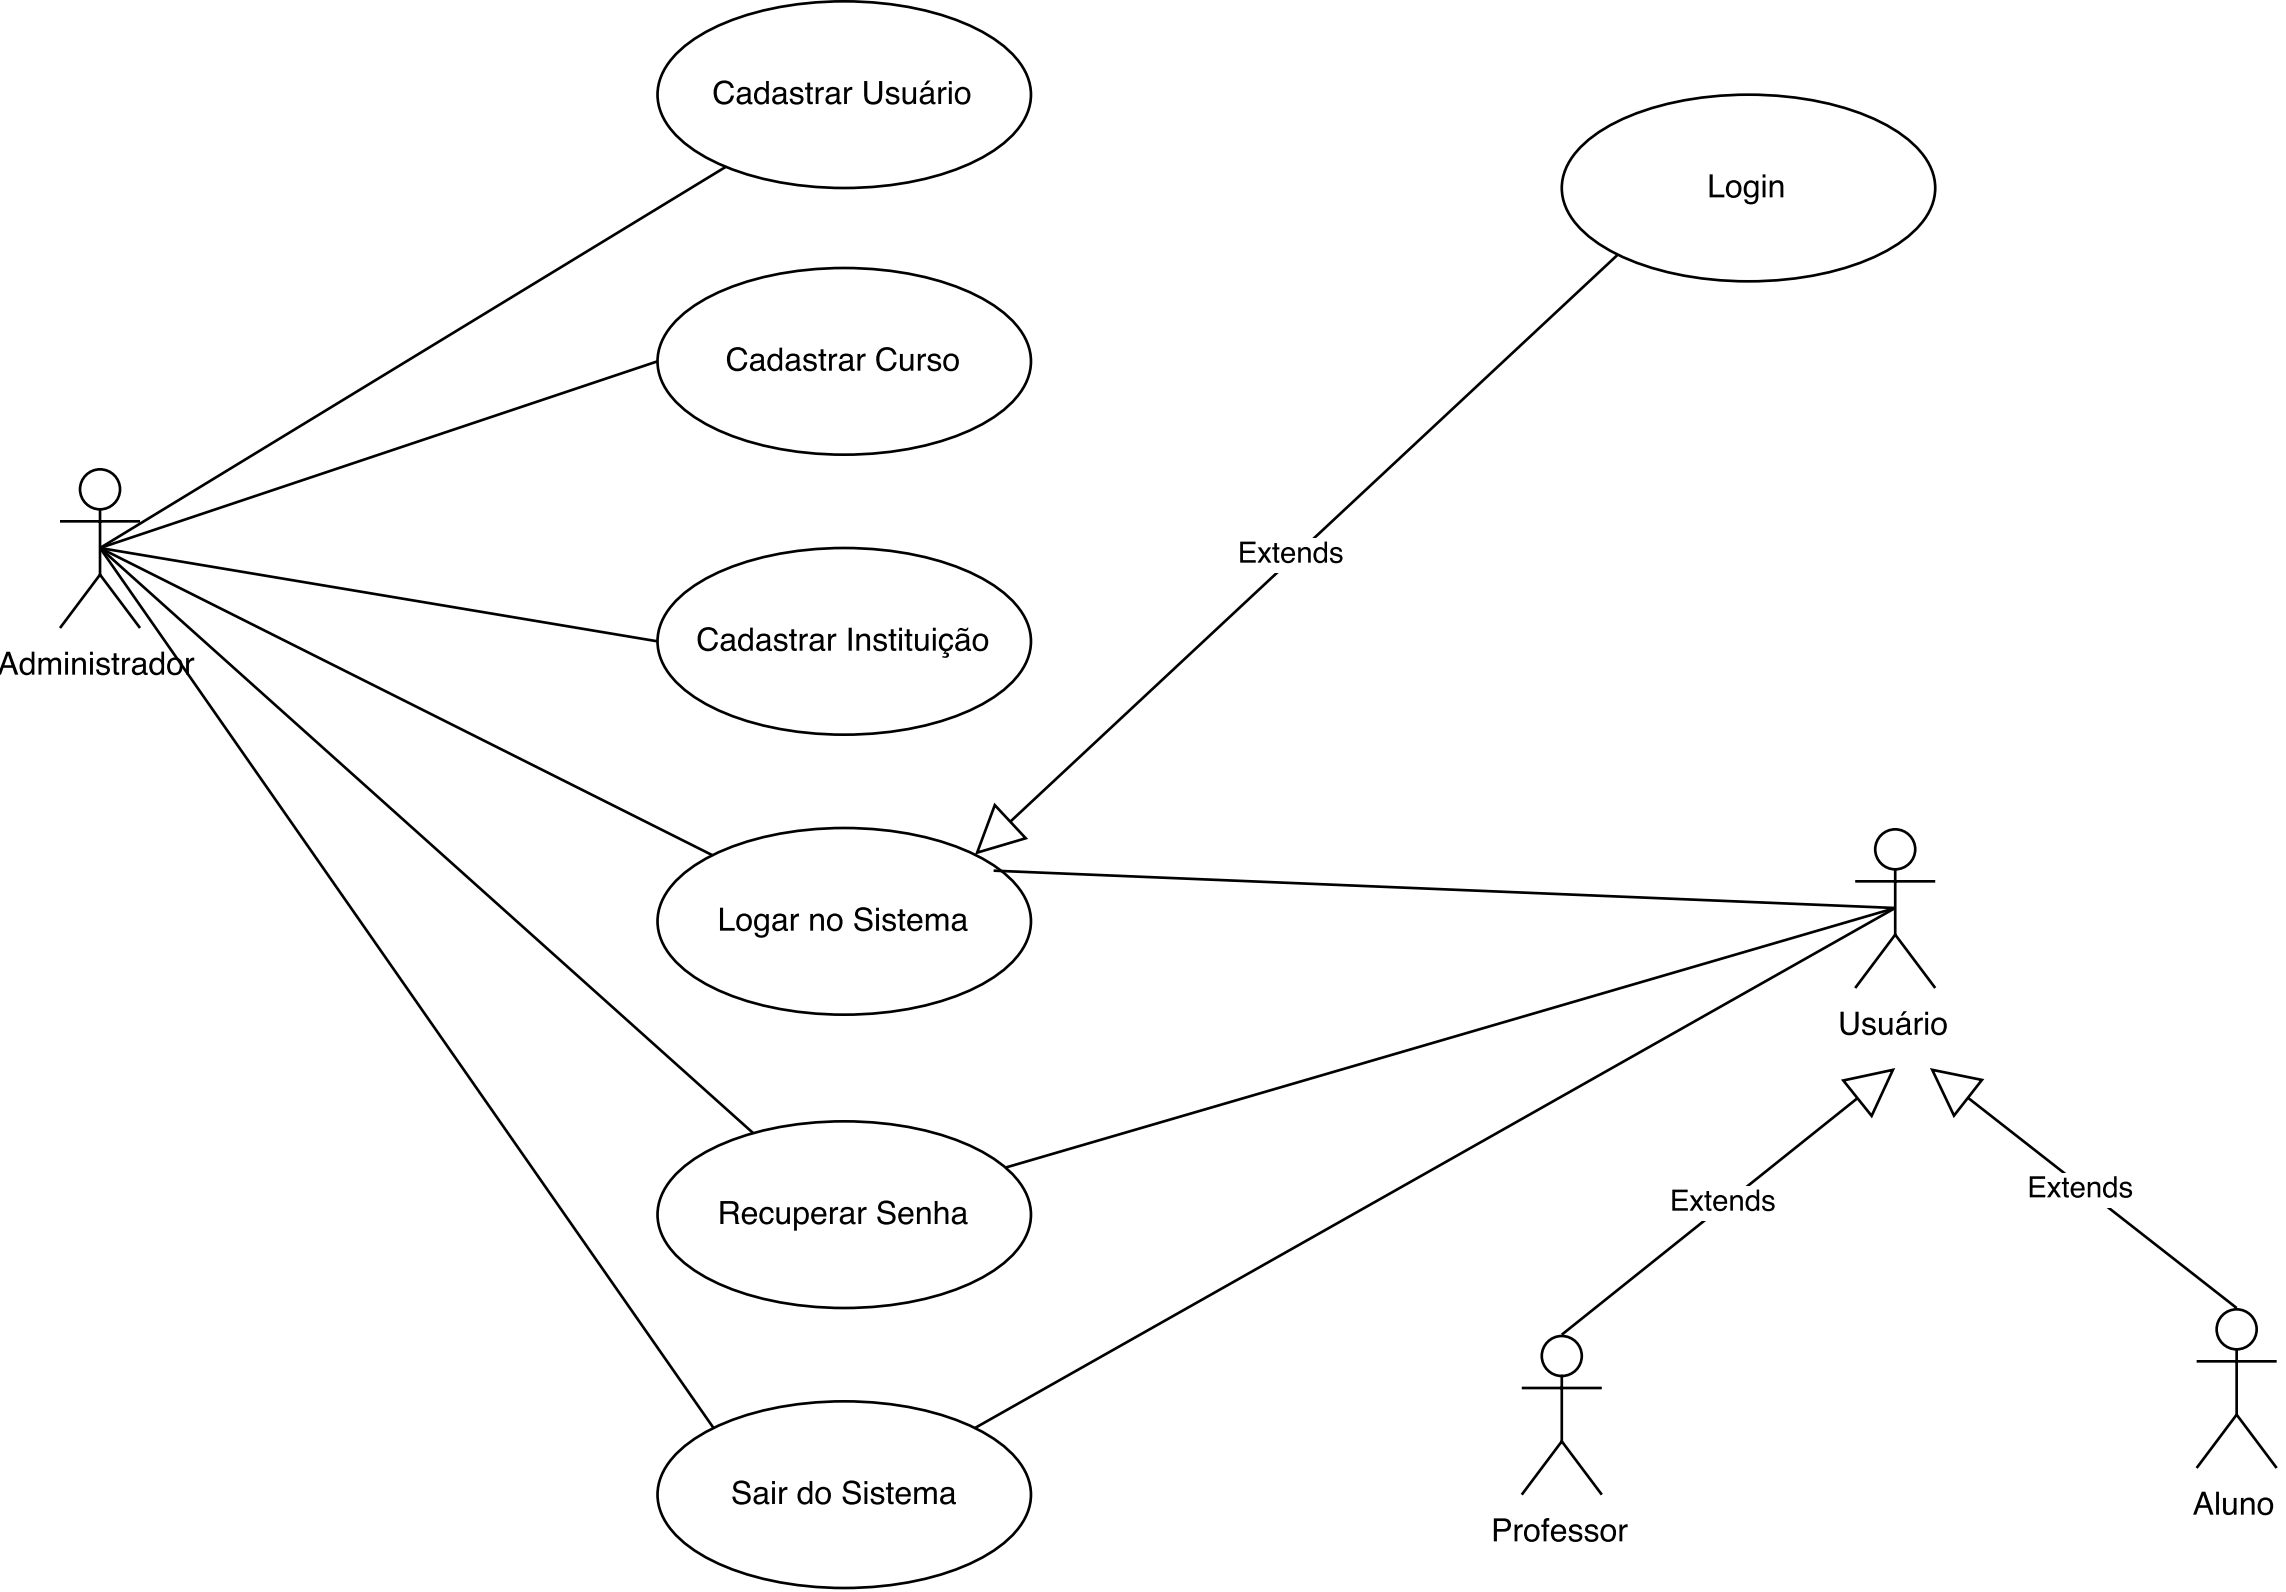 Cadastrar Usuário
Login
Cadastrar Curso
Extends
Cadastrar Instituição
Administrador
Logar no Sistema
Usuário
Extends
Extends
Recuperar Senha
Sair do Sistema
Aluno
Professor